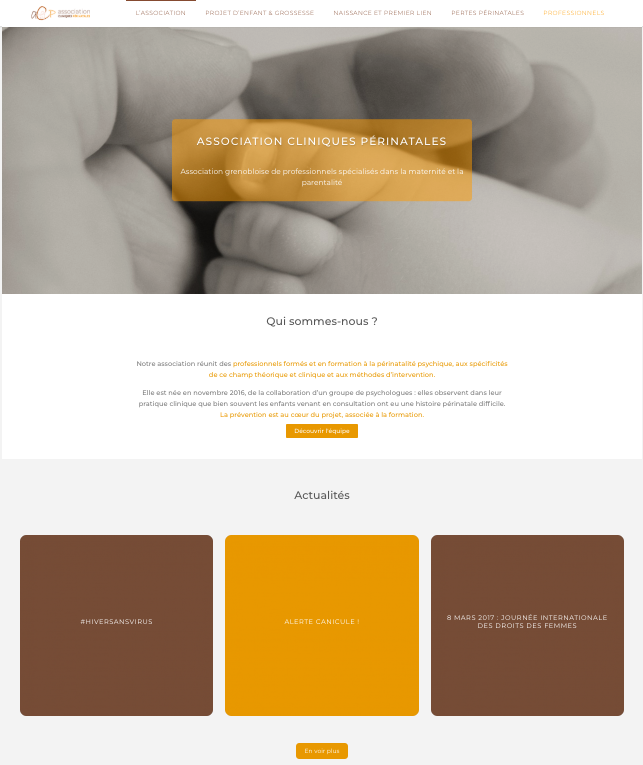 aCP association
L'ASSOCIATION PROJET D'ENFANT & GROSSESSE NAISSANCE ET PREMIER LIEN PERTES PÉRINATALES PROFESSIONNELS
ASSOCIATION CLINIQUES PÉRINATALES
Association grenobloise de professionnels spécialisés dans la maternité et la
parentalité
Qui sommes-nous ?
Notre association réunit des professionnels formés et en formation à la périnatalité psychique, aux spécificités
de ce champ théorique et clinique et aux méthodes d'intervention.
Elle est née en novembre 2016, de la collaboration d'un groupe de psychologues : elles observent dans leur
pratique clinique que bien souvent les enfants venant en consultation ont eu une histoire périnatale difficile.
La prévention est au cœur du projet, associée à la formation.
Découvrir l'équipe
Actualités
#HIVERSANSVIRUS
ALERTE CANICULE !
8 MARS 2017 : JOURNÉE INTERNATIONALE
DES DROITS DES FEMMES
En voir plus